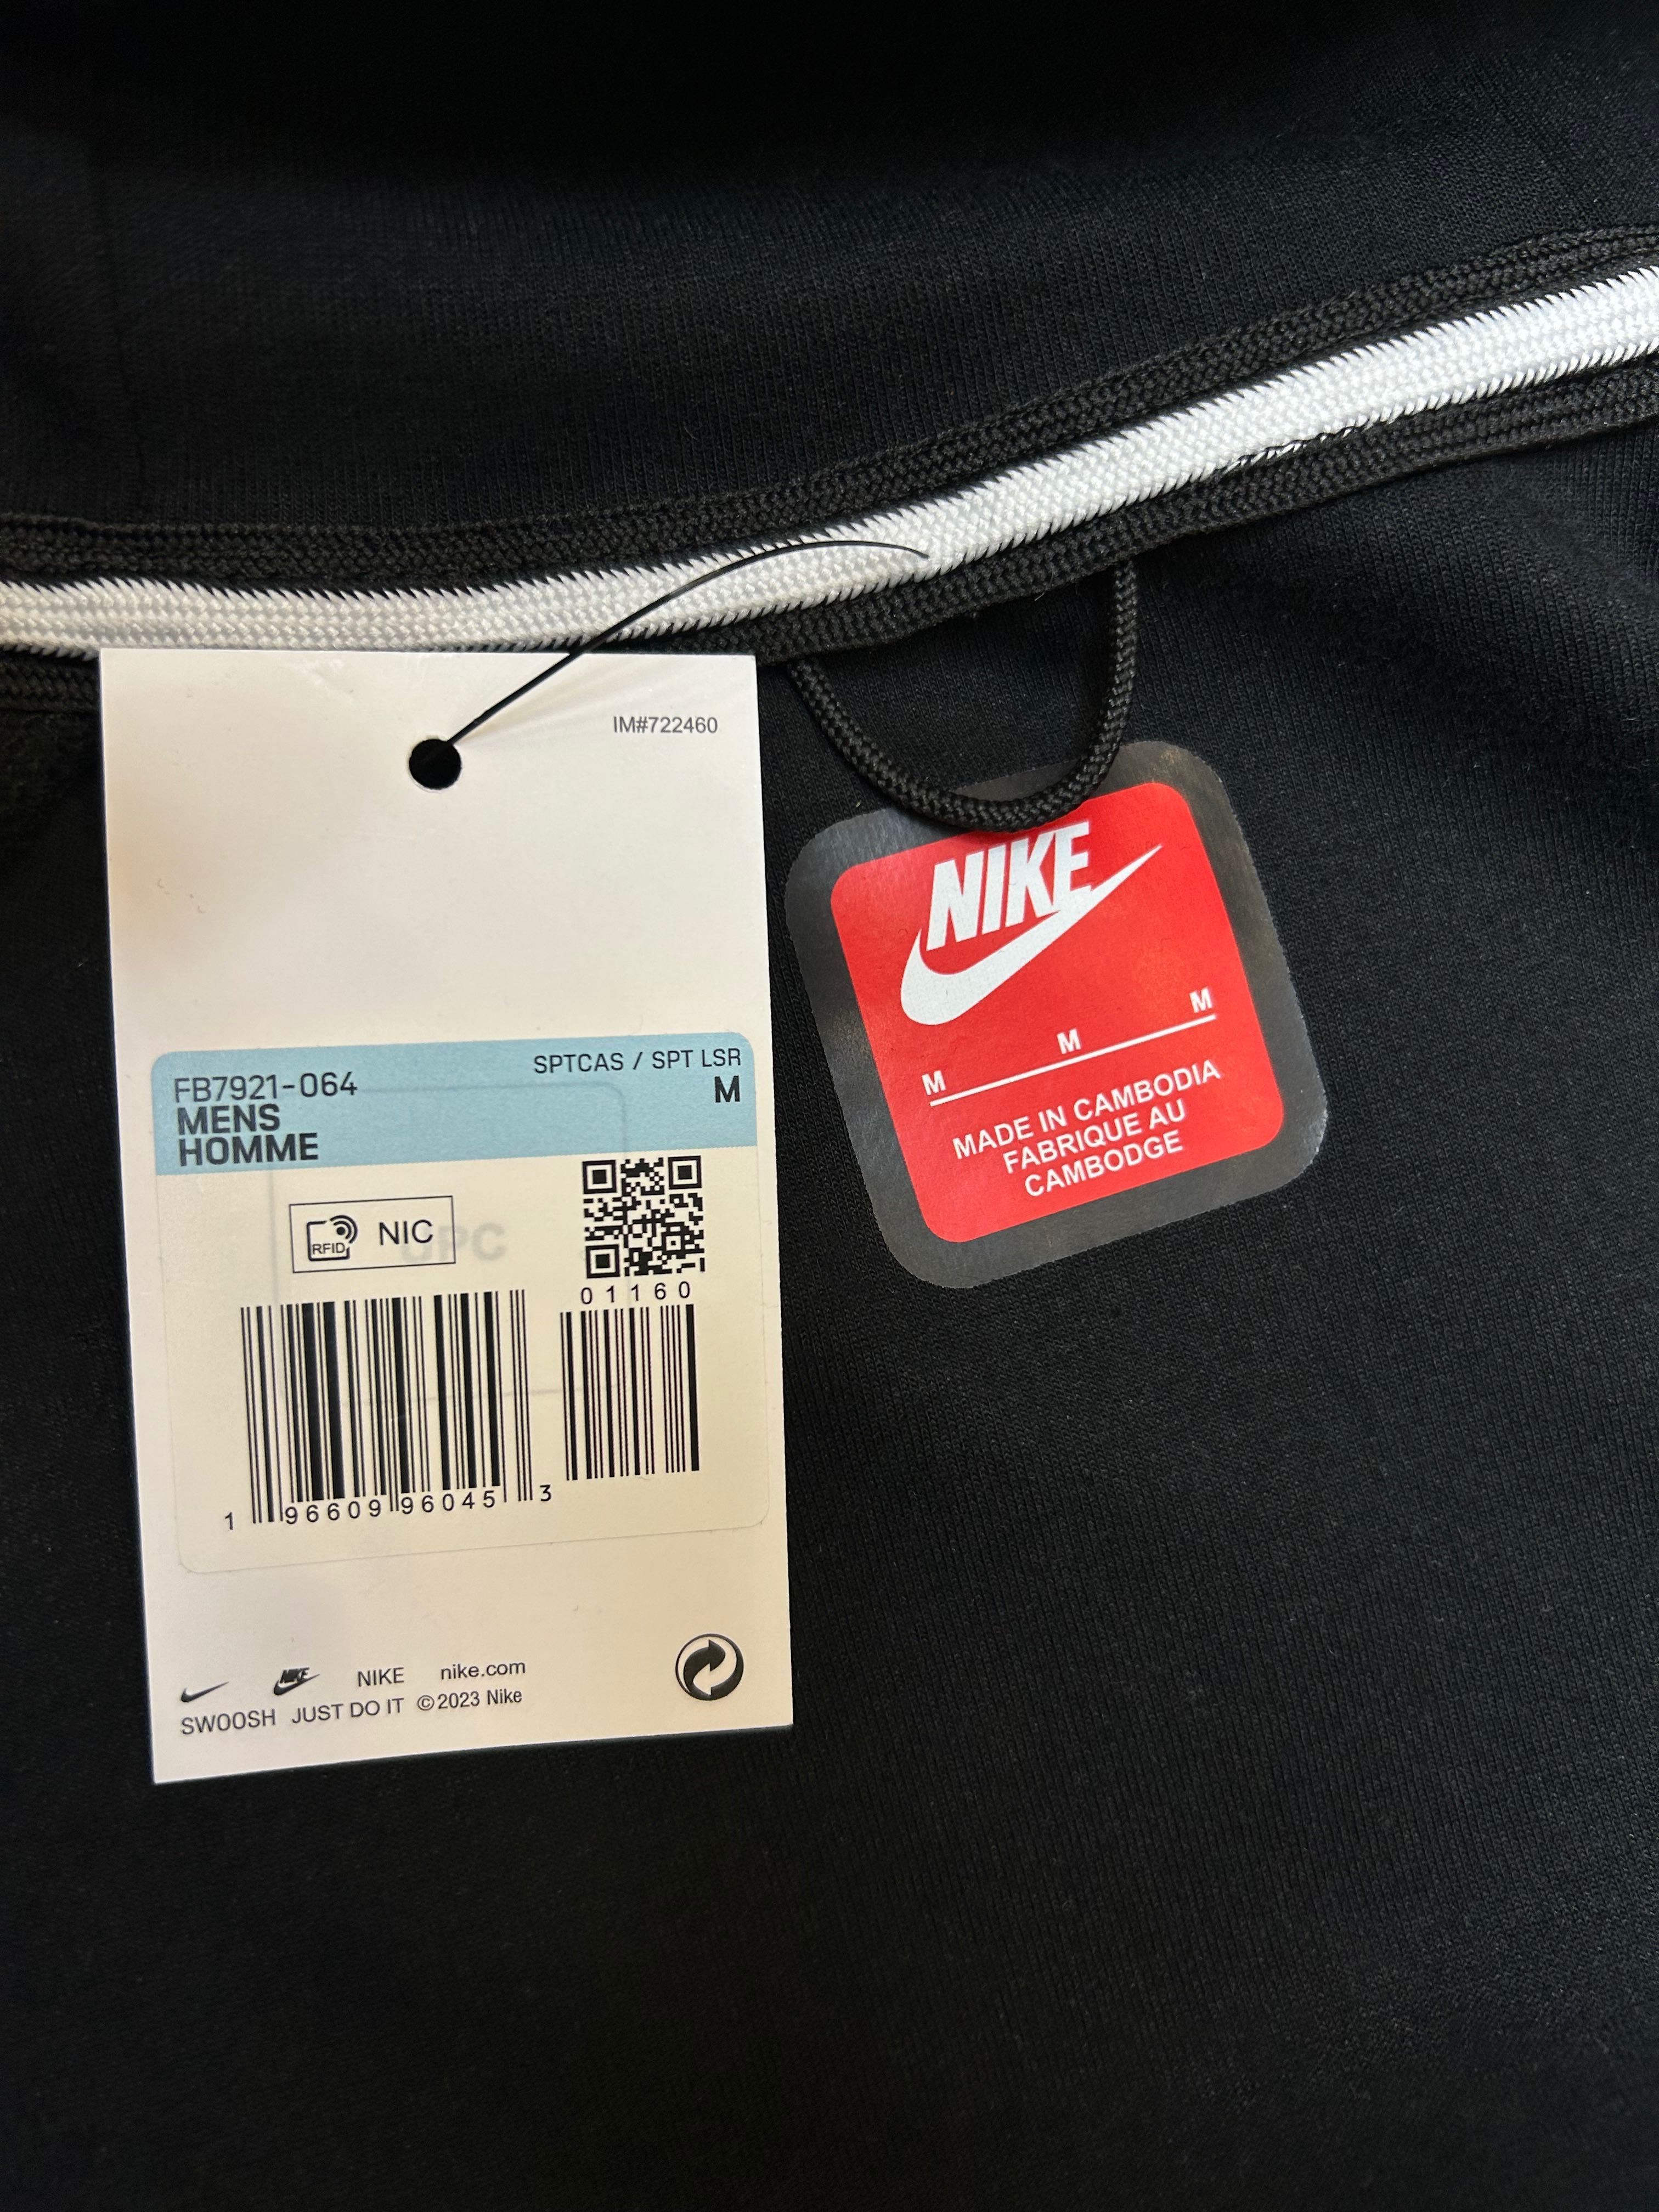 IM#722460
SPTCAS / SPT LSR
FB7921-064
M
MENS
HOMME
RFID
NIC
UPC
01160
1 96609 96045 3
NIKE NIKE nike.com
SWOOSH JUST DO IT ©2023 Nike
NIKE
M M M
MADE IN CAMBODIA
FABRIQUE AU
CAMBODGE